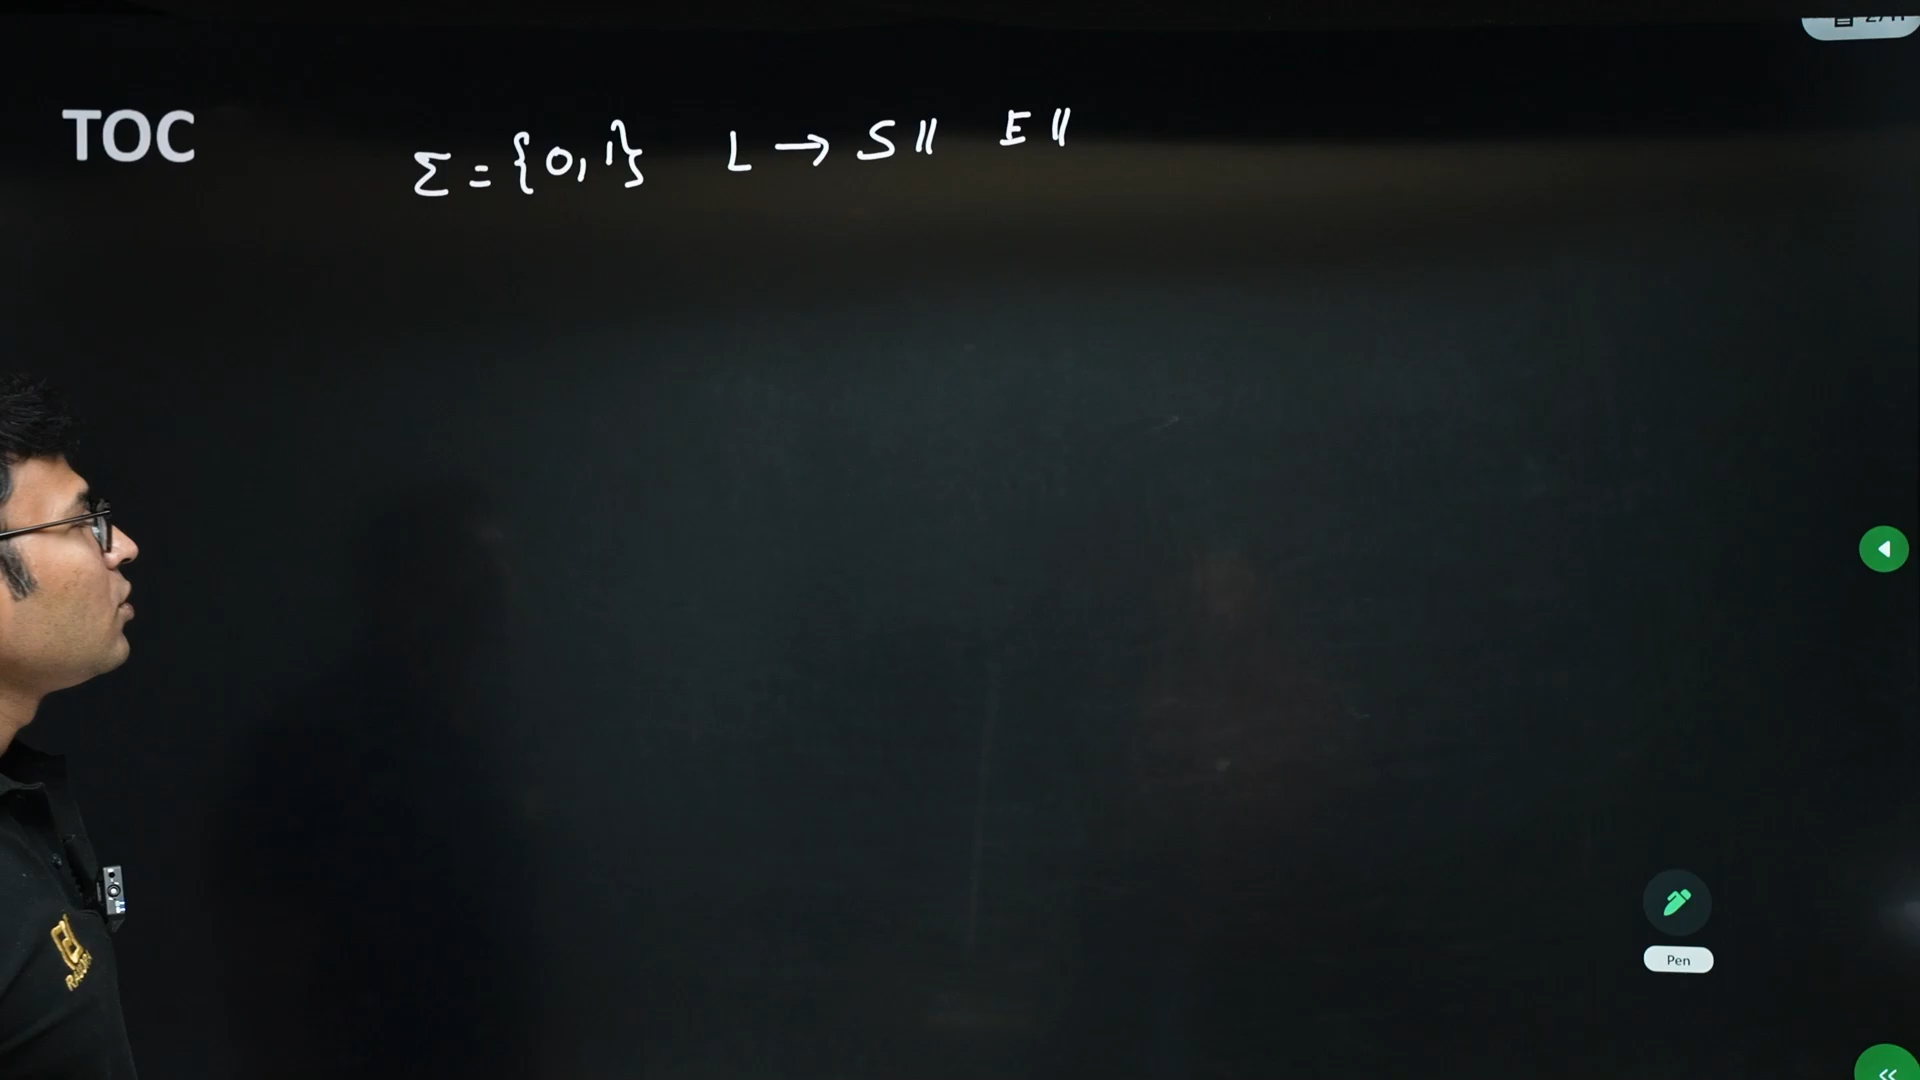 TOC
Σ = {0, 1} L → S 11 E 11
Pen